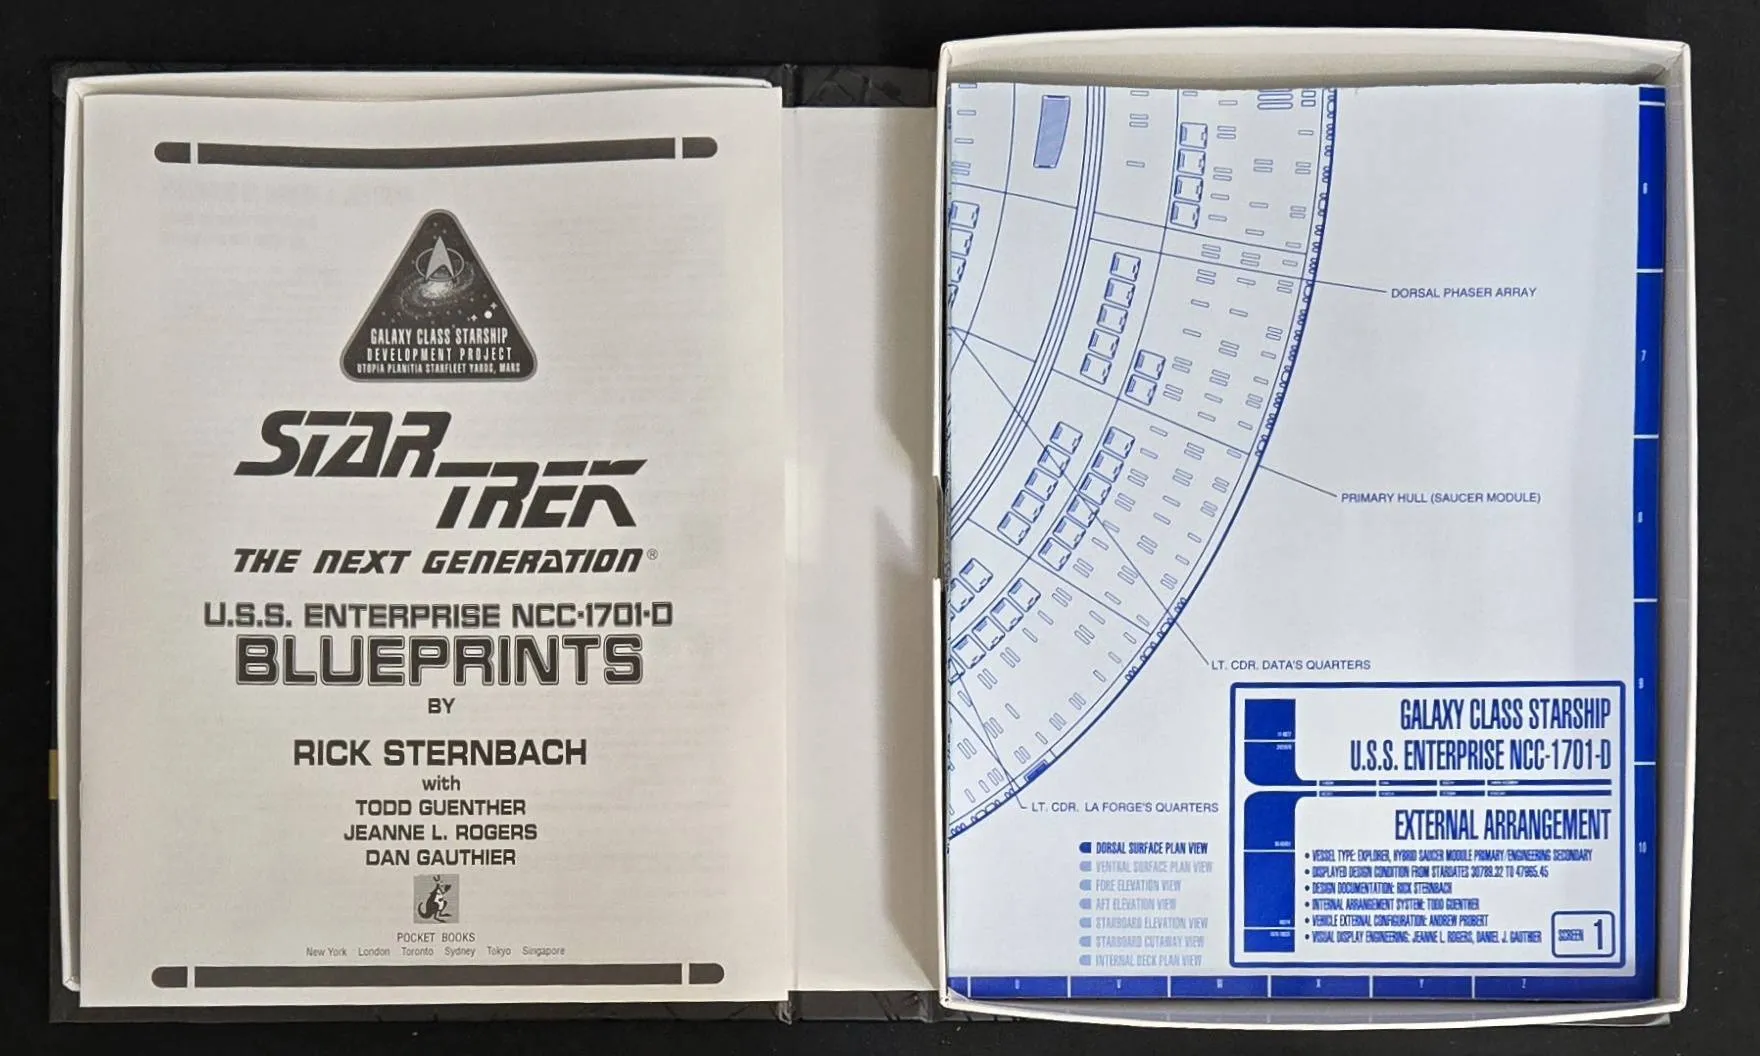 GALAXY CLASS STARSHIP
DEVELOPMENT PROJECT
UTOPIA PLANITIA STARFLEET YARDS, MARS
STAR
TREK
THE NEXT GENERATION®
U.S.S. ENTERPRISE NCC-1701-D
BLUEPRINTS
BY
RICK STERNBACH
with
TODD GUENTHER
JEANNE L. ROGERS
DAN GAUTHIER
POCKET BOOKS
New York London Toronto Sydney Tokyo Singapore
6
DORSAL PHASER ARRAY
7
PRIMARY HULL (SAUCER MODULE)
8
LT. CDR. DATA'S QUARTERS
9
LT. CDR. LA FORGE'S QUARTERS
DORSAL SURFACE PLAN VIEW
VENTRAL SURFACE PLAN VIEW
FORE ELEVATION VIEW
AFT ELEVATION VIEW
STARBOARD ELEVATION VIEW
STARBOARD CUTAWAY VIEW
INTERNAL DECK PLAN VIEW
GALAXY CLASS STARSHIP
U.S.S. ENTERPRISE NCC-1701-D
EXTERNAL ARRANGEMENT
• VESSEL TYPE: EXPLORER, HYBRID SAUCER MODULE PRIMARY/ENGINEERING SECONDARY
• DISPLAYED DESIGN CONDITION FROM STARDATES 30789.32 TO 47965.45
• DESIGN DOCUMENTATION: RICK STERNBACH
• INTERNAL ARRANGEMENT SYSTEM: TODD GUENTHER
• VEHICLE EXTERNAL CONFIGURATION: ANDREW PROBERT
• VISUAL DISPLAY ENGINEERING: JEANNE L. ROGERS, DANIEL J. GAUTHIER
SCREEN 1
10
U V W X Y Z